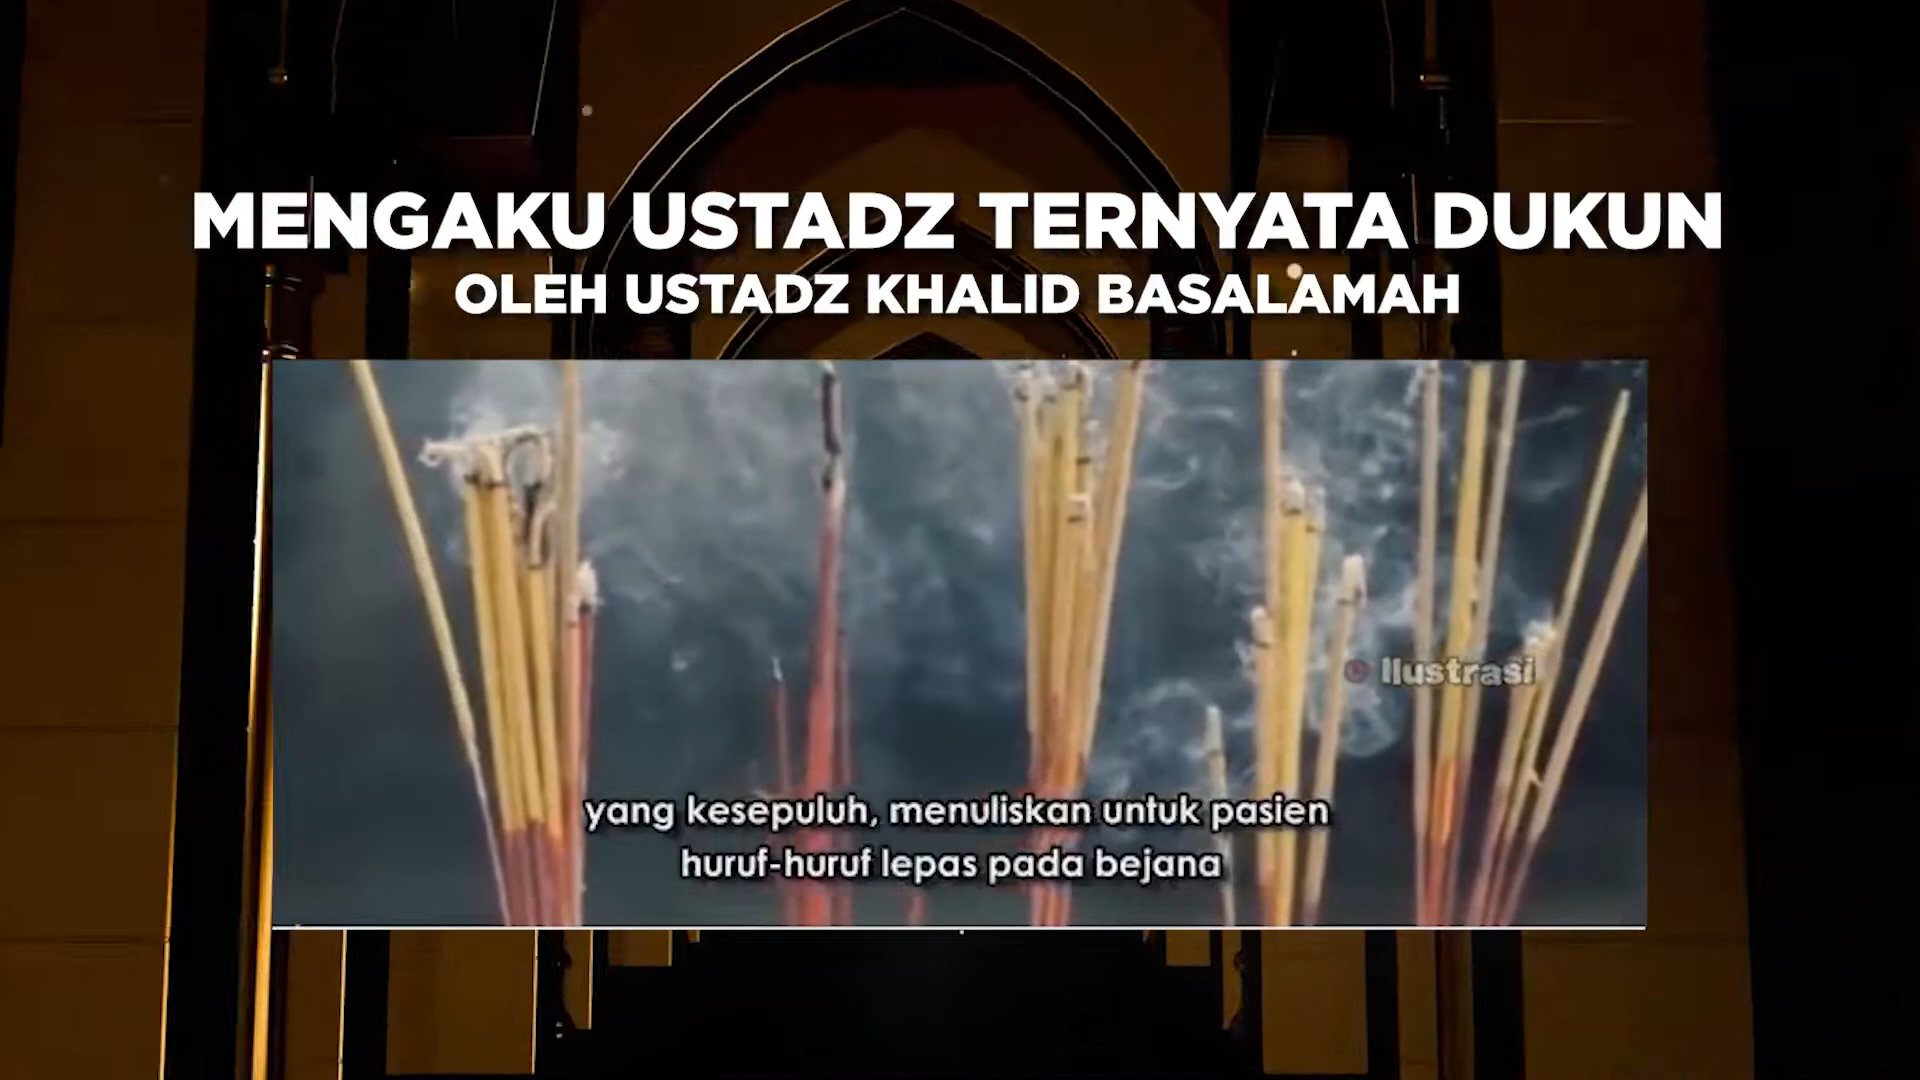 MENGAKU USTADZ TERNYATA DUKUN
OLEH USTADZ KHALID BASALAMAH
Ilustrasi
yang kesepuluh, menuliskan untuk pasien
huruf-huruf lepas pada bejana